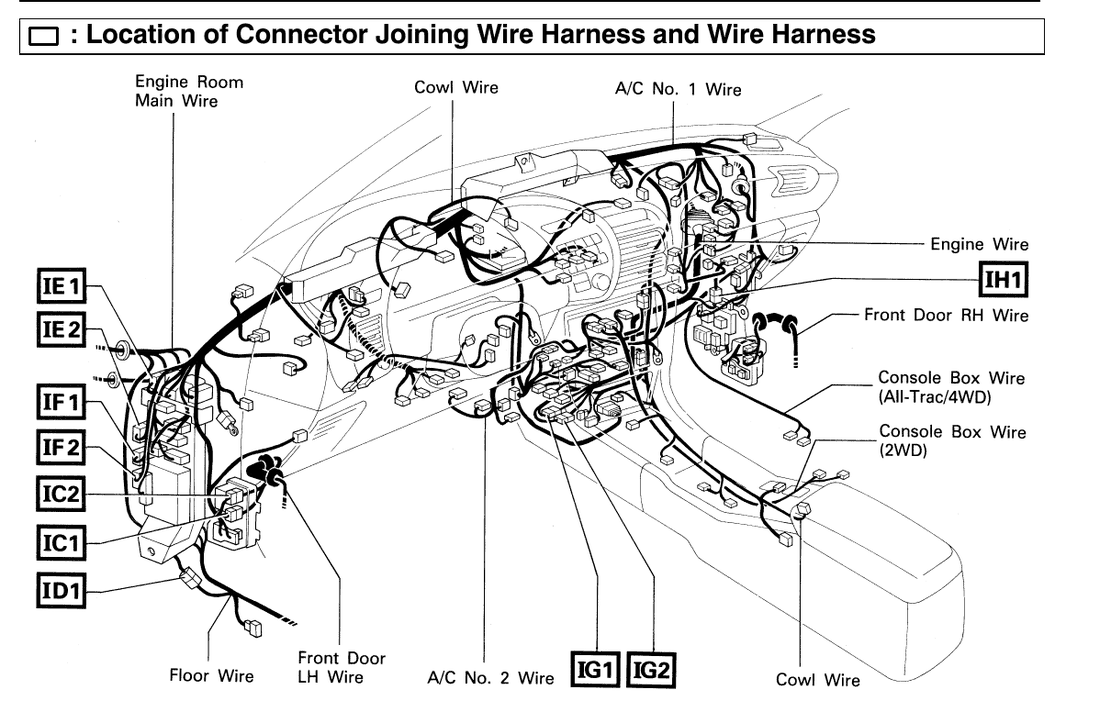 : Location of Connector Joining Wire Harness and Wire Harness
Engine Room
Main Wire
Cowl Wire
A/C No. 1 Wire
Engine Wire
IE1
IH1
IE2
Front Door RH Wire
IF1
Console Box Wire
(All-Trac/4WD)
IF2
Console Box Wire
(2WD)
IC2
IC1
ID1
Floor Wire
Front Door
LH Wire
A/C No. 2 Wire
IG1
IG2
Cowl Wire